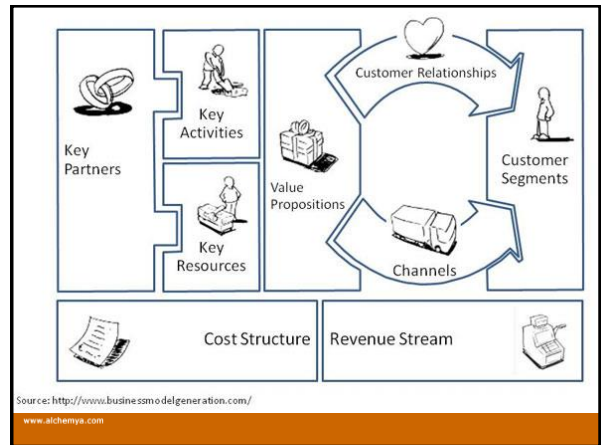 Key
Partners
Key
Activities
Key
Resources
Value
Propositions
Customer Relationships
Channels
Customer
Segments
Cost Structure
Revenue Stream
Source: http://www.businessmodelgeneration.com/
www.alchemya.com